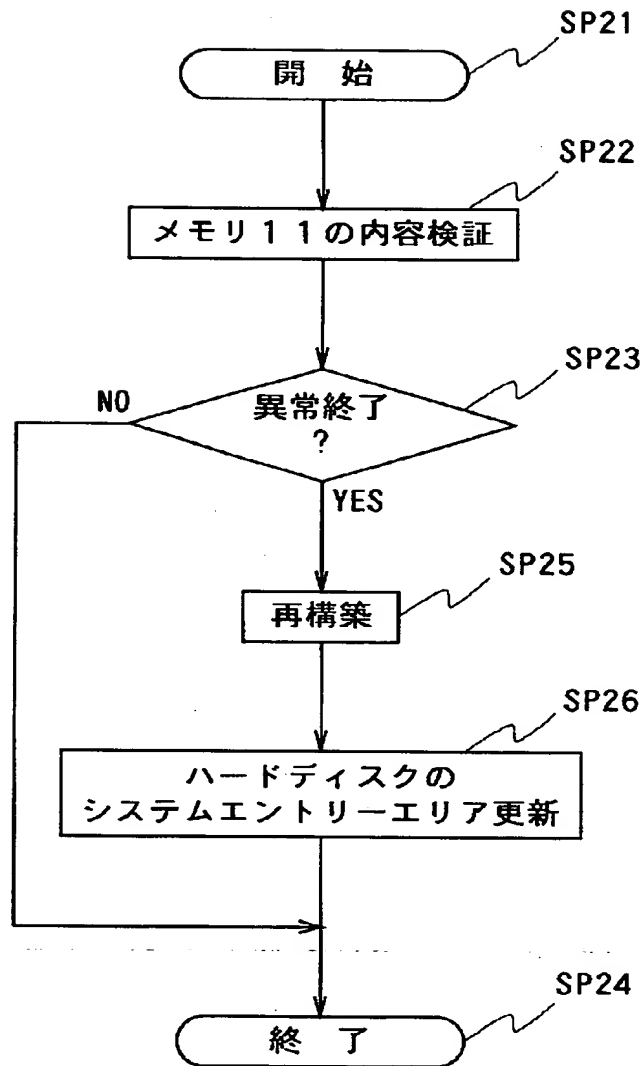 SP21
開 始
SP22
メモリ11の内容検証
SP23
NO
異常終了
?
YES
SP25
再構築
SP26
ハードディスクの
システムエントリーエリア更新
SP24
終 了